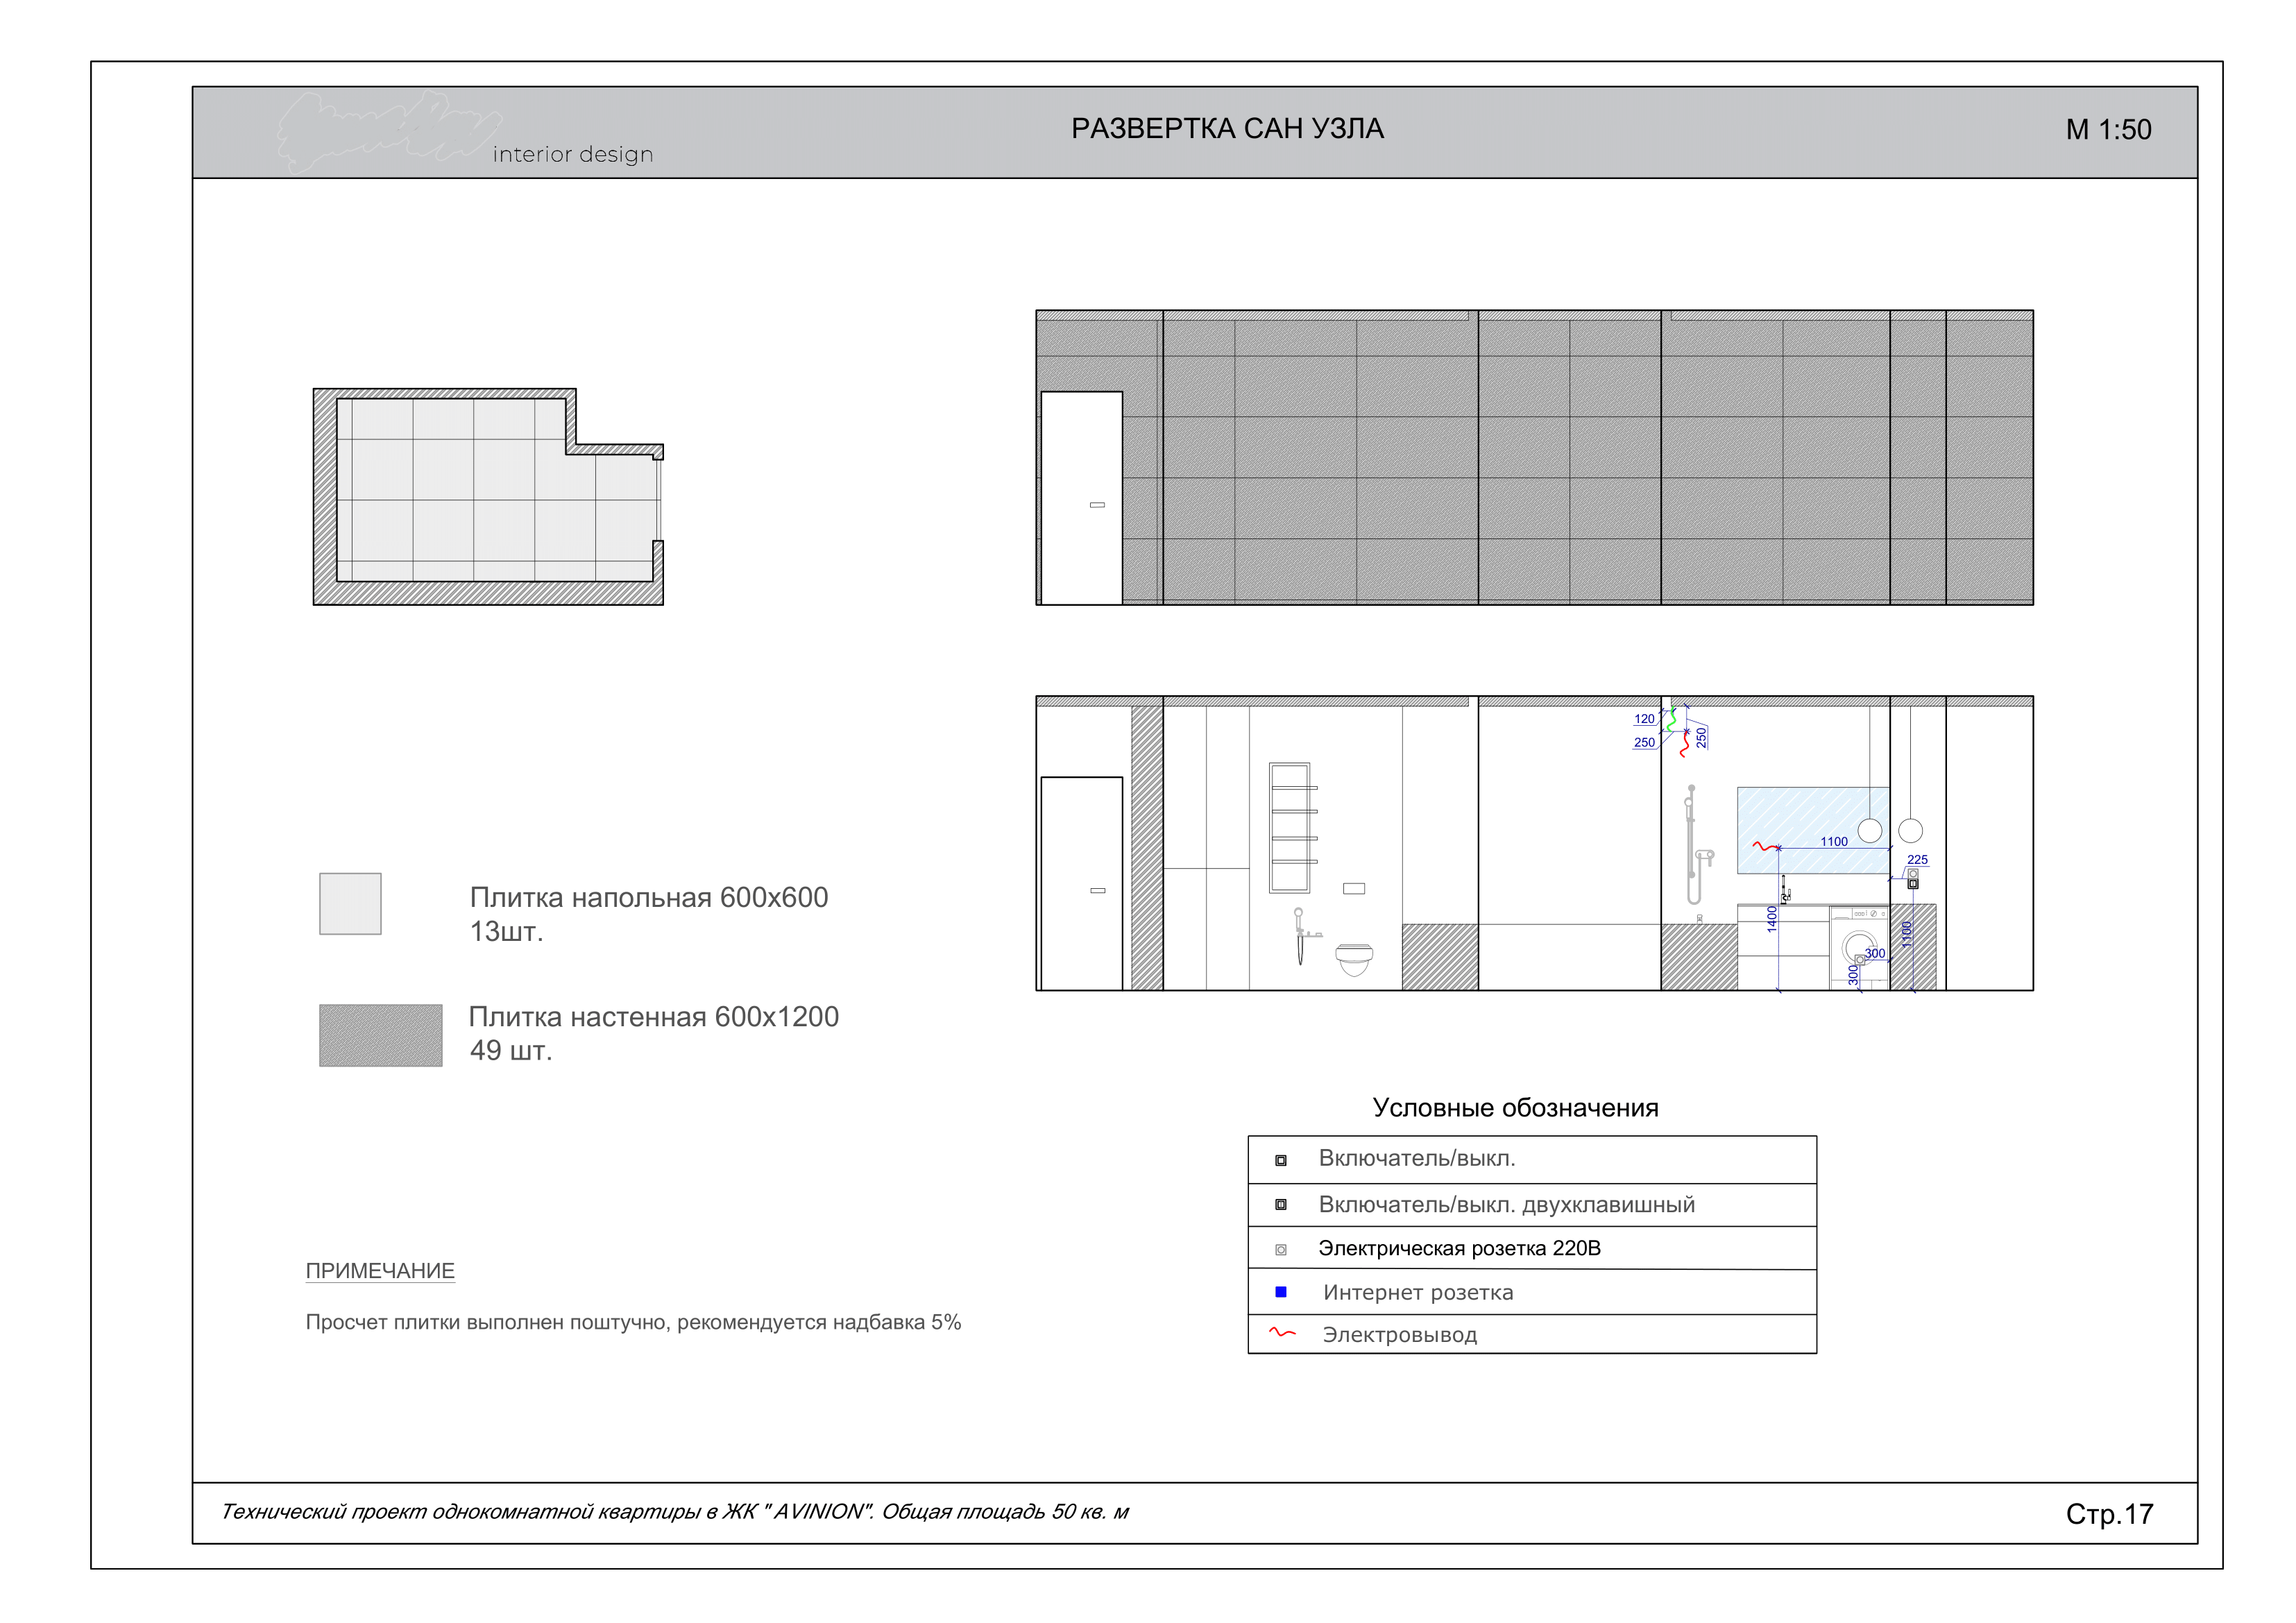 interior design
РАЗВЕРТКА САН УЗЛА
М 1:50
120
250
250
1100
225
1400
1100
300
300
Плитка напольная 600х600
13шт.
Плитка настенная 600х1200
49 шт.
Условные обозначения
Включатель/выкл.
Включатель/выкл. двухклавишный
Электрическая розетка 220В
Интернет розетка
Электровывод
ПРИМЕЧАНИЕ
Просчет плитки выполнен поштучно, рекомендуется надбавка 5%
Технический проект однокомнатной квартиры в ЖК " AVINION". Общая площадь 50 кв. м
Стр.17